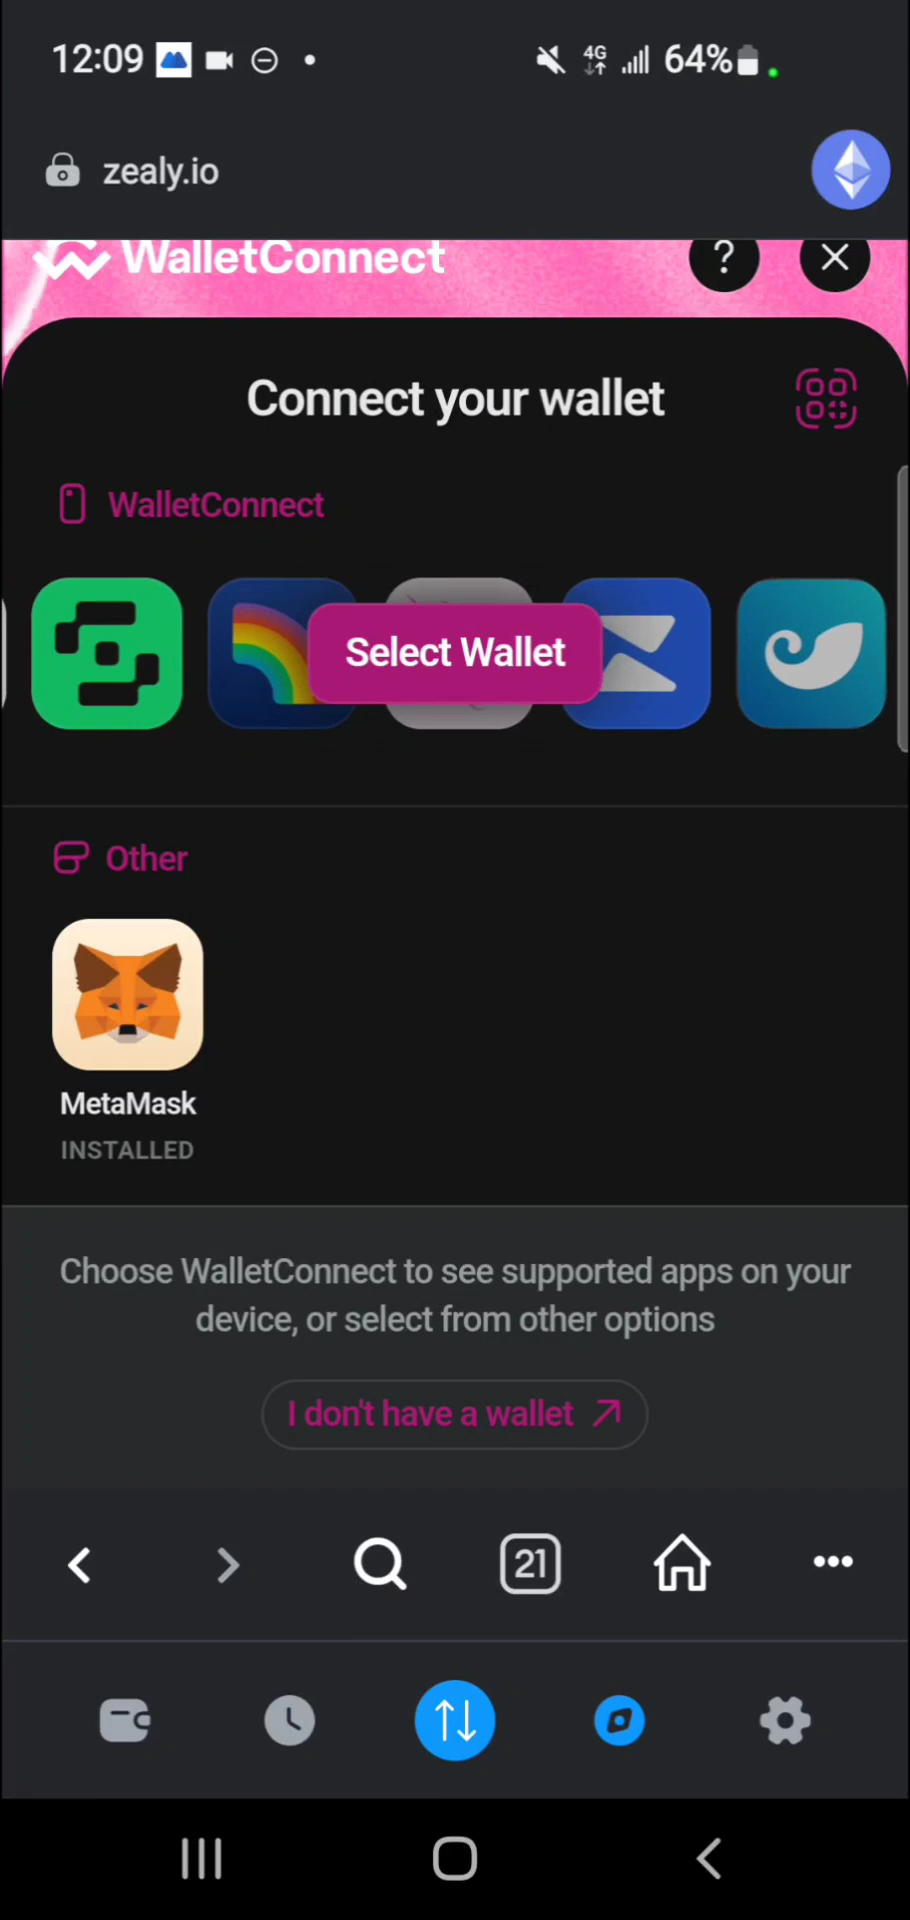 12:09 4G 64%
zealy.io
WalletConnect ?
Connect your wallet
WalletConnect
Select Wallet
Other
MetaMask
INSTALLED
Choose WalletConnect to see supported apps on your
device, or select from other options
I don't have a wallet
21